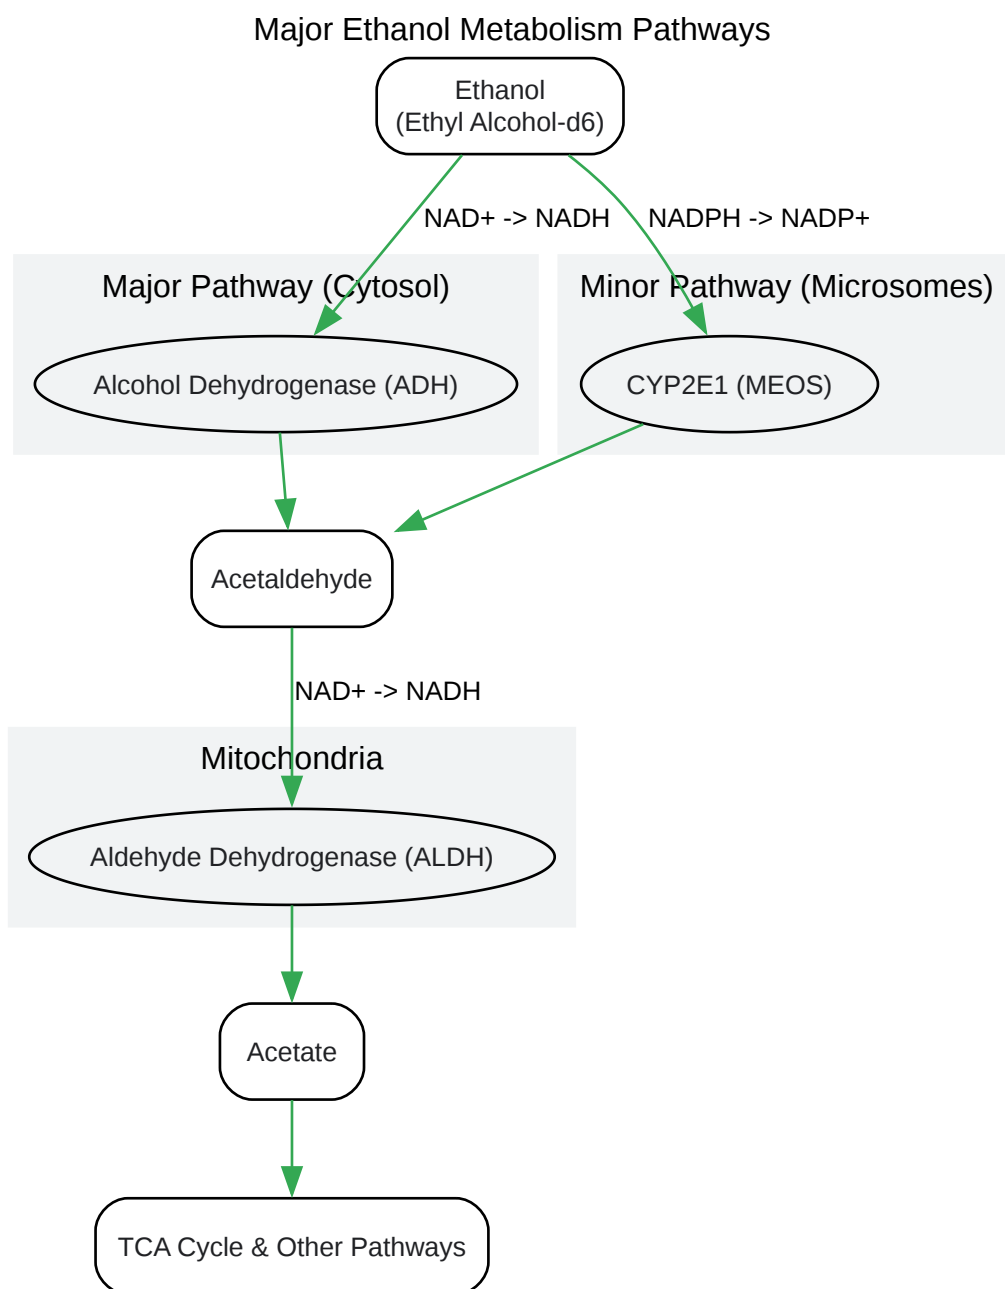 Major Ethanol Metabolism Pathways
Ethanol
(Ethyl Alcohol-d6)
NAD+ -> NADH
NADPH -> NADP+
Major Pathway (Cytosol)
Minor Pathway (Microsomes)
Alcohol Dehydrogenase (ADH)
CYP2E1 (MEOS)
Acetaldehyde
NAD+ -> NADH
Mitochondria
Aldehyde Dehydrogenase (ALDH)
Acetate
TCA Cycle & Other Pathways